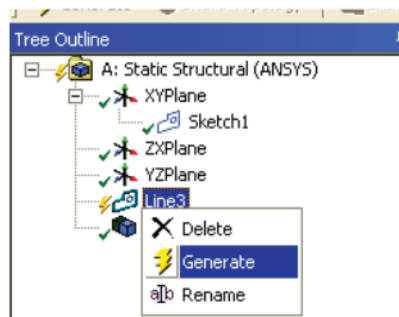 Tree Outline
A: Static Structural (ANSYS)
XYPlane
Sketch1
ZXPlane
YZPlane
Line3
Delete
Generate
Rename